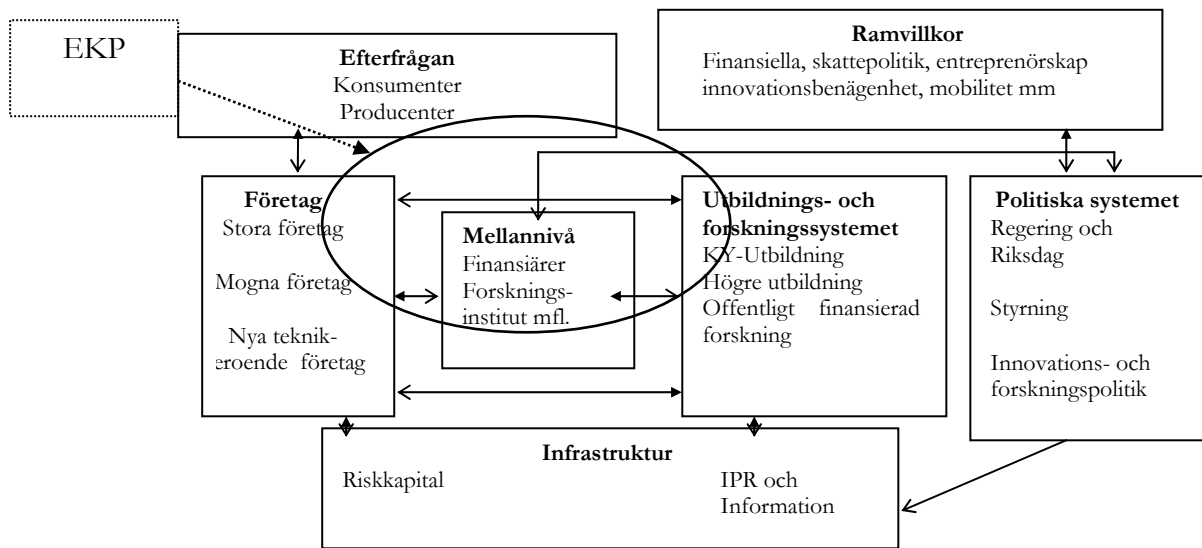 EKP
Efterfrågan
Konsumenter
Producenter
Ramvillkor
Finansiella, skattepolitik, entreprenörskap
innovationsbenägenhet, mobilitet mm
Företag
Stora företag
Mogna företag
Nya teknik-
eroende företag
Mellannivå
Finansiärer
Forsknings-
institut mfl.
Utbildnings- och
forskningssystemet
KY-Utbildning
Högre utbildning
Offentligt finansierad
forskning
Politiska systemet
Regering och
Riksdag
Styrning
Innovations- och
forskningspolitik
Infrastruktur
Riskkapital
IPR och
Information